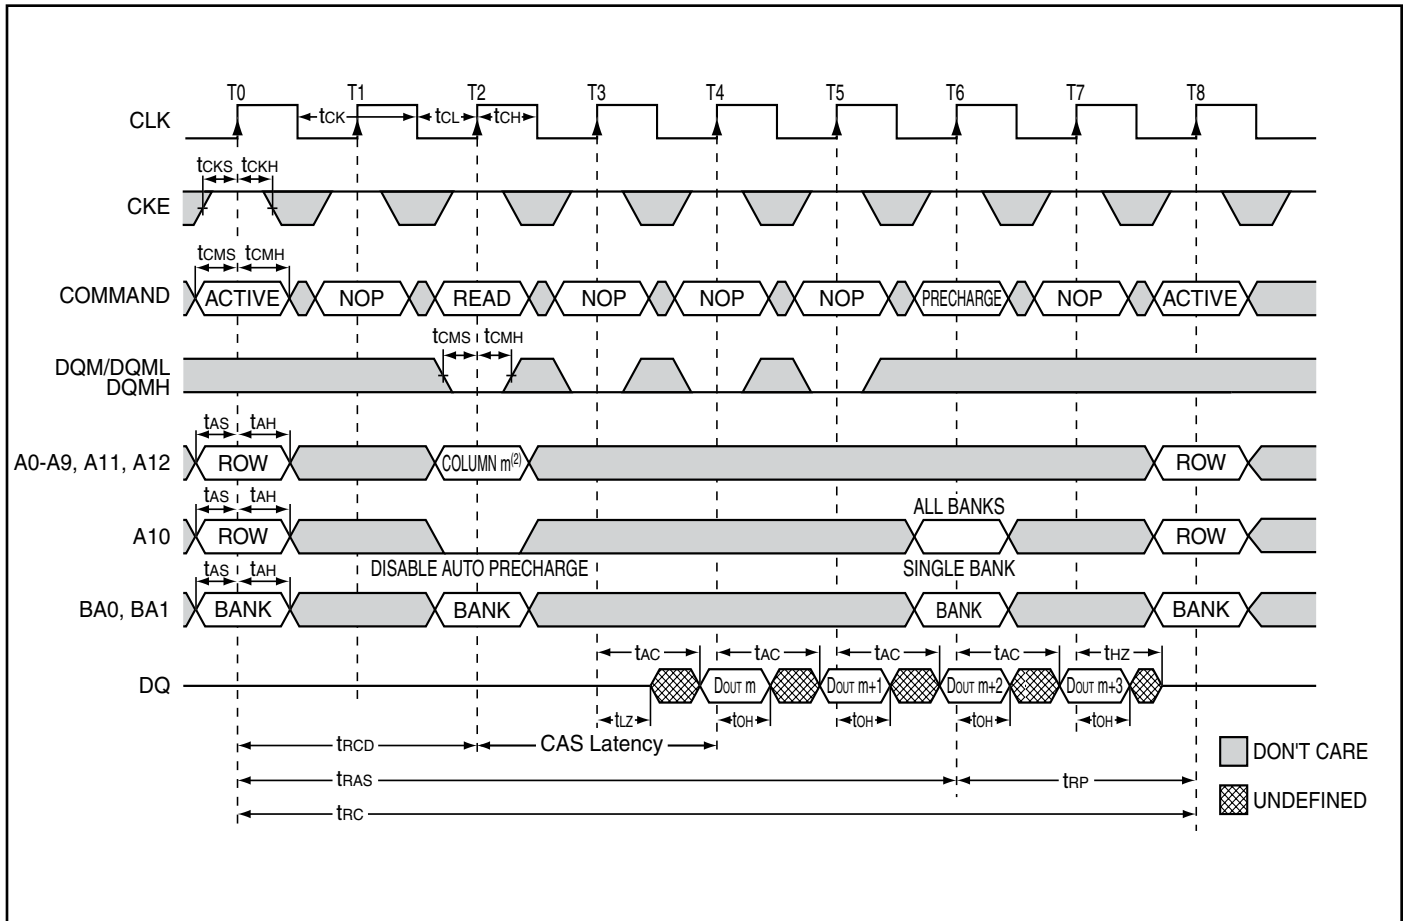 T0 T1 T2 T3 T4 T5 T6 T7 T8
CLK tCK tCL tCH
tCKS tCKH
CKE
tCMS tCMH
COMMAND ACTIVE NOP READ NOP NOP NOP PRECHARGE NOP ACTIVE
tCMS tCMH
DQM/DQML
DQMH
tAS tAH
A0-A9, A11, A12 ROW COLUMN m(2) ROW
tAS tAH ALL BANKS
A10 ROW ROW
DISABLE AUTO PRECHARGE SINGLE BANK
tAS tAH
BA0, BA1 BANK BANK BANK BANK
tAC tAC tAC tAC tHZ
DQ DOUT m DOUT m+1 DOUT m+2 DOUT m+3
tLZ tOH tOH tOH tOH
tRCD CAS Latency
DON'T CARE
tRAS tRP
UNDEFINED
tRC